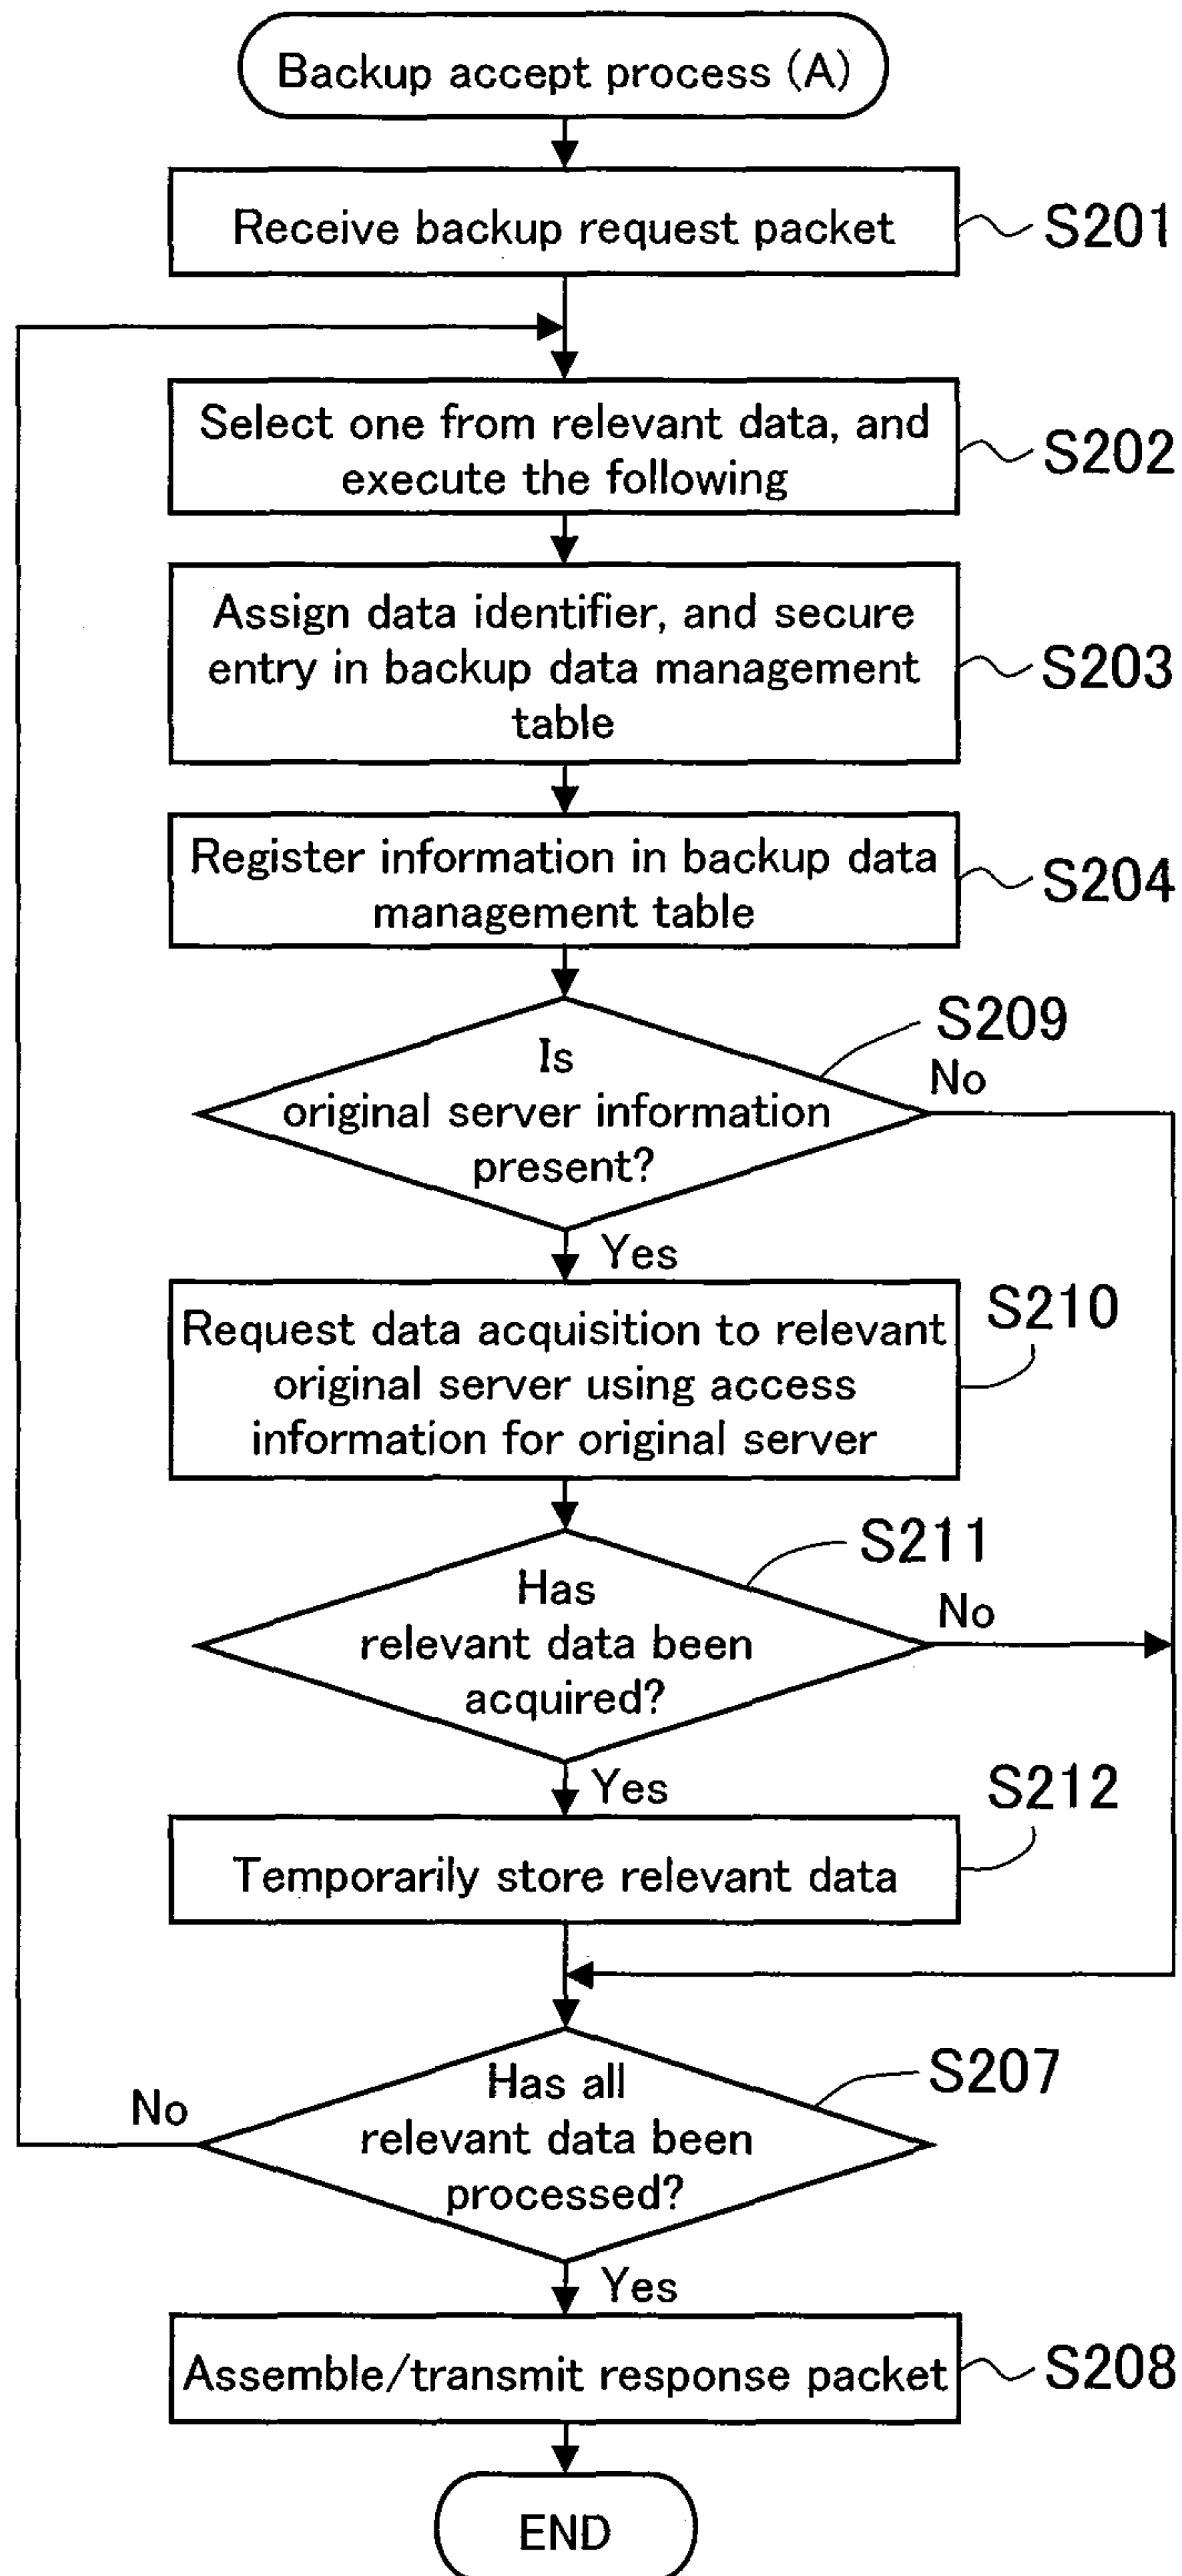 Backup accept process (A)
Receive backup request packet
S201
Select one from relevant data, and
execute the following
S202
Assign data identifier, and secure
entry in backup data management
table
S203
Register information in backup data
management table
S204
Is
original server information
present?
S209
No
Yes
Request data acquisition to relevant
original server using access
information for original server
S210
Has
relevant data been
acquired?
S211
No
Yes
Temporarily store relevant data
S212
Has all
relevant data been
processed?
S207
No
Yes
Assemble/transmit response packet
S208
END